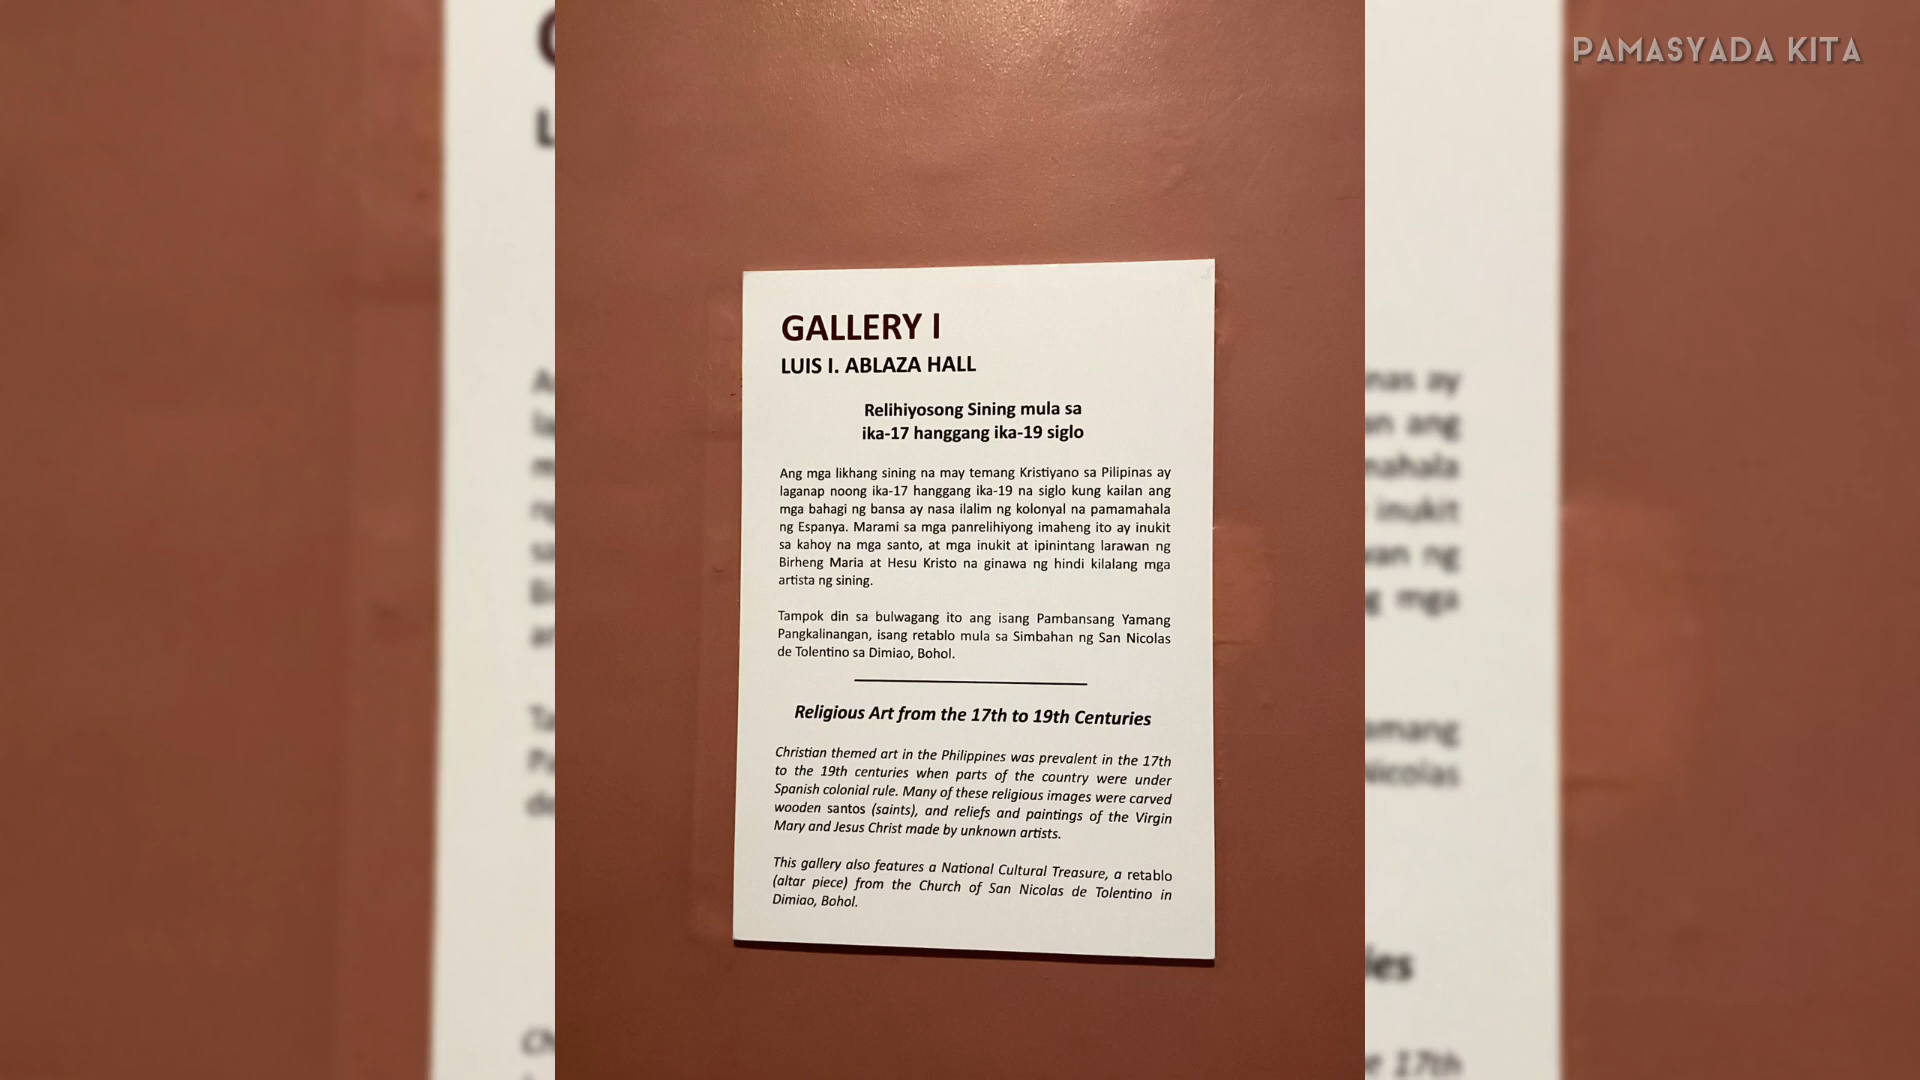 PAMASYADA KITA
GALLERY I
LUIS I. ABLAZA HALL
Relihiyosong Sining mula sa
ika-17 hanggang ika-19 siglo
Ang mga likhang sining na may temang Kristiyano sa Pilipinas ay
laganap noong ika-17 hanggang ika-19 na siglo kung kailan ang
mga bahagi ng bansa ay nasa ilalim ng kolonyal na pamamahala
ng Espanya. Marami sa mga panrelihiyong imaheng ito ay inukit
sa kahoy na mga santo, at mga inukit at ipinintang larawan ng
Birheng Maria at Hesu Kristo na ginawa ng hindi kilalang mga
artista ng sining.
Tampok din sa bulwagang ito ang isang Pambansang Yamang
Pangkalinangan, isang retablo mula sa Simbahan ng San Nicolas
de Tolentino sa Dimiao, Bohol.
Religious Art from the 17th to 19th Centuries
Christian themed art in the Philippines was prevalent in the 17th
to the 19th centuries when parts of the country were under
Spanish colonial rule. Many of these religious images were carved
wooden santos (saints), and reliefs and paintings of the Virgin
Mary and Jesus Christ made by unknown artists.
This gallery also features a National Cultural Treasure, a retablo
(altar piece) from the Church of San Nicolas de Tolentino in
Dimiao, Bohol.